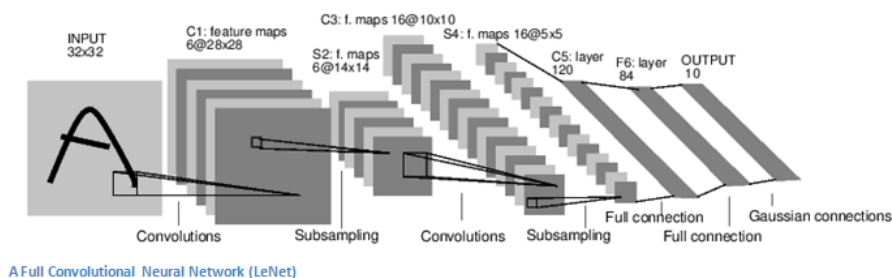 INPUT
32x32
C1: feature maps
6@28x28
S2: f. maps
6@14x14
C3: f. maps 16@10x10
S4: f. maps 16@5x5
C5: layer
120
F6: layer
84
OUTPUT
10
A
Convolutions
Subsampling
Convolutions
Subsampling
Full connection
Full connection
Gaussian connections
A Full Convolutional Neural Network (LeNet)